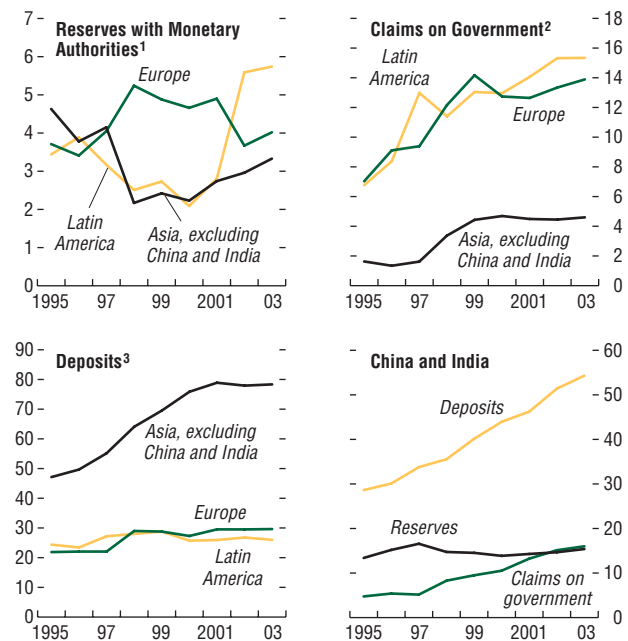 Reserves with Monetary
Authorities1
7
6
5
4
3
2
1
0
Europe
Latin
America
Asia, excluding
China and India
1995 97 99 2001 03
Claims on Government2
18
16
14
12
10
8
6
4
2
0
Latin
America
Europe
Asia, excluding
China and India
1995 97 99 2001 03
Deposits3
90
80
70
60
50
40
30
20
10
0
Asia, excluding
China and India
Europe
Latin
America
1995 97 99 2001 03
China and India
60
50
40
30
20
10
0
Deposits
Reserves
Claims on
government
1995 97 99 2001 03